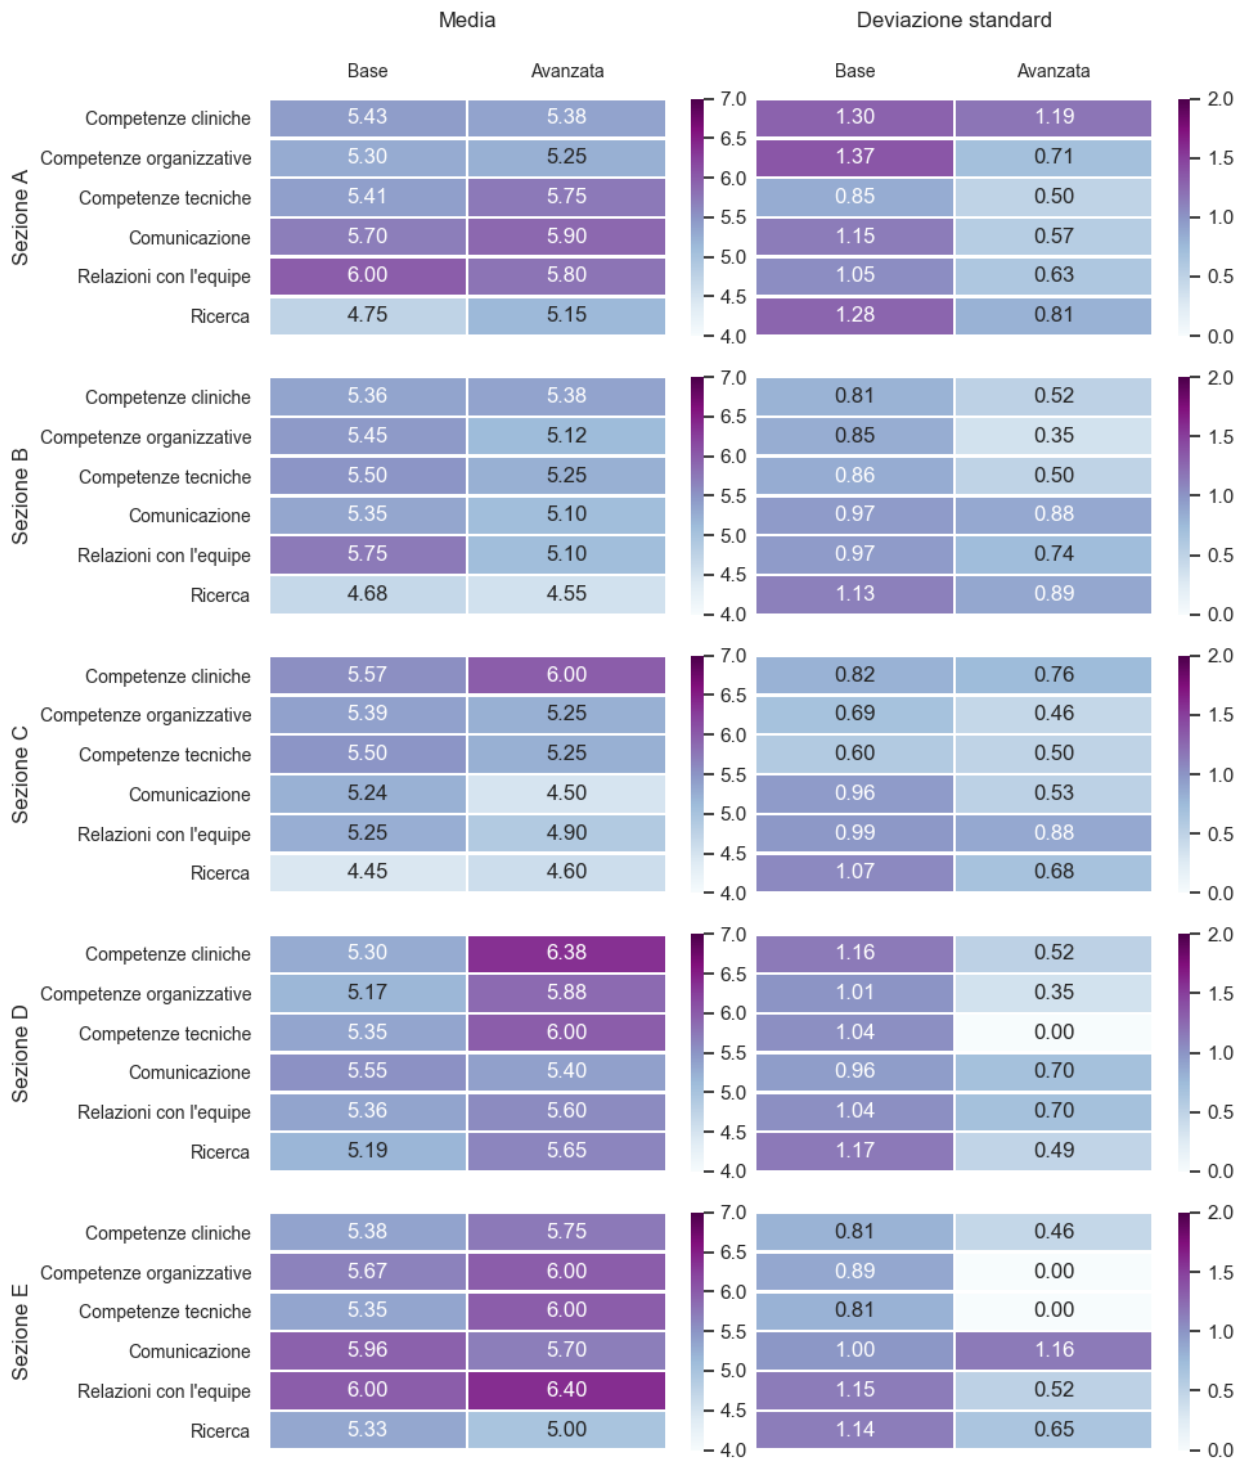 Media Deviazione standard
Base Avanzata Base Avanzata
Sezione A
Competenze cliniche 5.43 5.38 1.30 1.19
Competenze organizzative 5.30 5.25 1.37 0.71
Competenze tecniche 5.41 5.75 0.85 0.50
Comunicazione 5.70 5.90 1.15 0.57
Relazioni con l'equipe 6.00 5.80 1.05 0.63
Ricerca 4.75 5.15 1.28 0.81
7.0 6.5 6.0 5.5 5.0 4.5 4.0
2.0 1.5 1.0 0.5 0.0
Sezione B
Competenze cliniche 5.36 5.38 0.81 0.52
Competenze organizzative 5.45 5.12 0.85 0.35
Competenze tecniche 5.50 5.25 0.86 0.50
Comunicazione 5.35 5.10 0.97 0.88
Relazioni con l'equipe 5.75 5.10 0.97 0.74
Ricerca 4.68 4.55 1.13 0.89
7.0 6.5 6.0 5.5 5.0 4.5 4.0
2.0 1.5 1.0 0.5 0.0
Sezione C
Competenze cliniche 5.57 6.00 0.82 0.76
Competenze organizzative 5.39 5.25 0.69 0.46
Competenze tecniche 5.50 5.25 0.60 0.50
Comunicazione 5.24 4.50 0.96 0.53
Relazioni con l'equipe 5.25 4.90 0.99 0.88
Ricerca 4.45 4.60 1.07 0.68
7.0 6.5 6.0 5.5 5.0 4.5 4.0
2.0 1.5 1.0 0.5 0.0
Sezione D
Competenze cliniche 5.30 6.38 1.16 0.52
Competenze organizzative 5.17 5.88 1.01 0.35
Competenze tecniche 5.35 6.00 1.04 0.00
Comunicazione 5.55 5.40 0.96 0.70
Relazioni con l'equipe 5.36 5.60 1.04 0.70
Ricerca 5.19 5.65 1.17 0.49
7.0 6.5 6.0 5.5 5.0 4.5 4.0
2.0 1.5 1.0 0.5 0.0
Sezione E
Competenze cliniche 5.38 5.75 0.81 0.46
Competenze organizzative 5.67 6.00 0.89 0.00
Competenze tecniche 5.35 6.00 0.81 0.00
Comunicazione 5.96 5.70 1.00 1.16
Relazioni con l'equipe 6.00 6.40 1.15 0.52
Ricerca 5.33 5.00 1.14 0.65
7.0 6.5 6.0 5.5 5.0 4.5 4.0
2.0 1.5 1.0 0.5 0.0